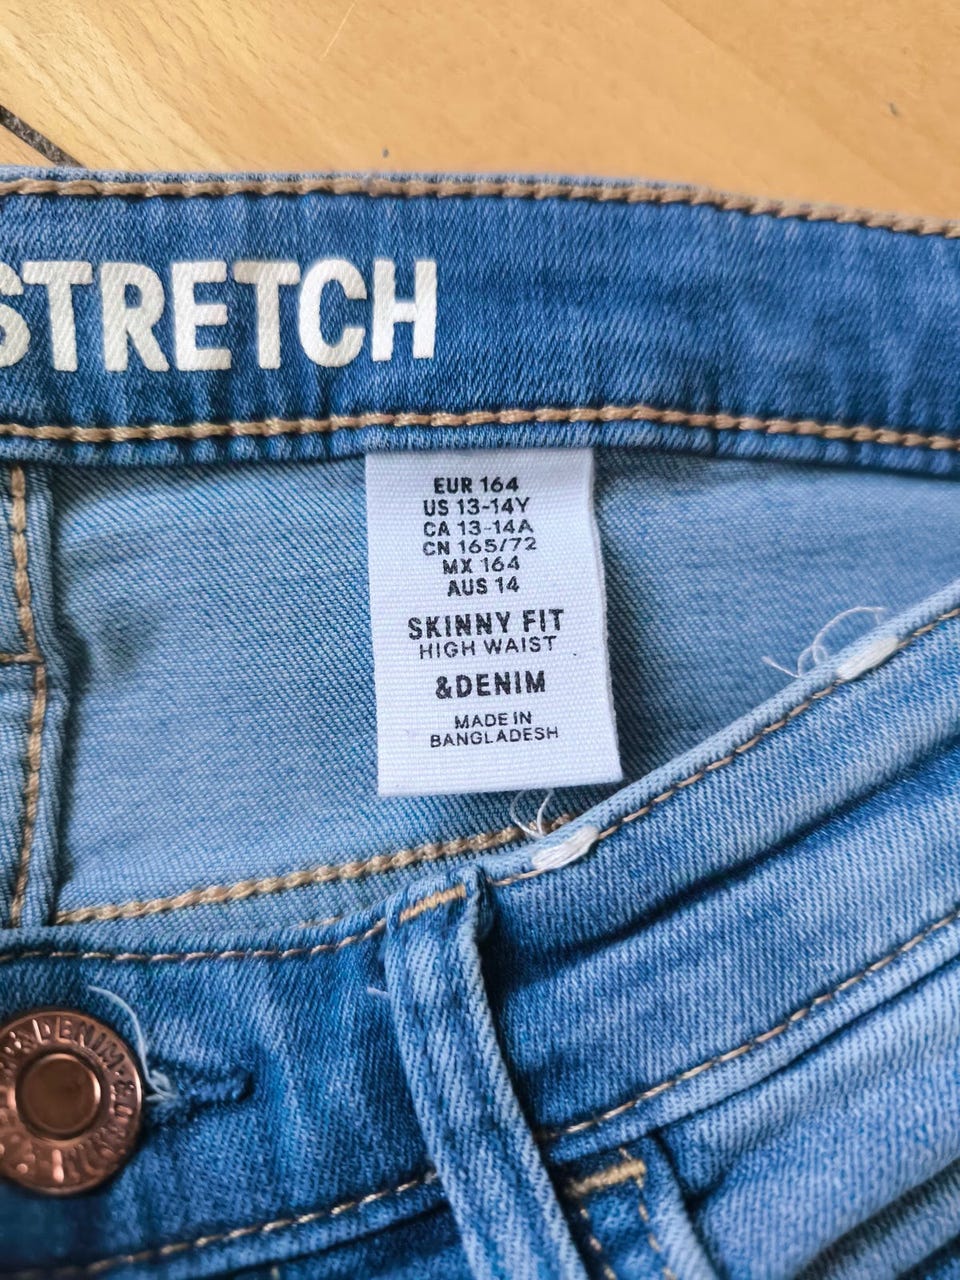 STRETCH
EUR 164
US 13-14Y
CA 13-14A
CN 165/72
MX 164
AUS 14
SKINNY FIT
HIGH WAIST
&DENIM
MADE IN
BANGLADESH
&DENIM